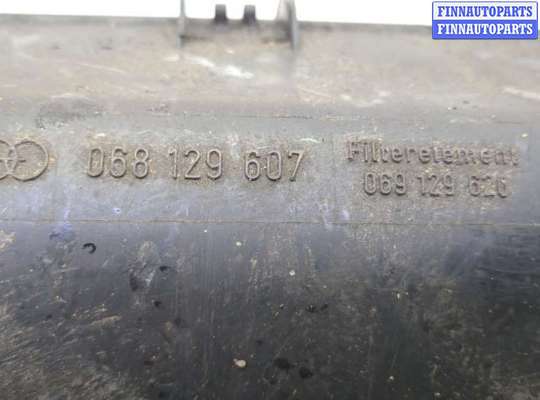 FINNAUTOPARTS
FINNAUTOPARTS
068 129 607
Filterelement
069 129 620